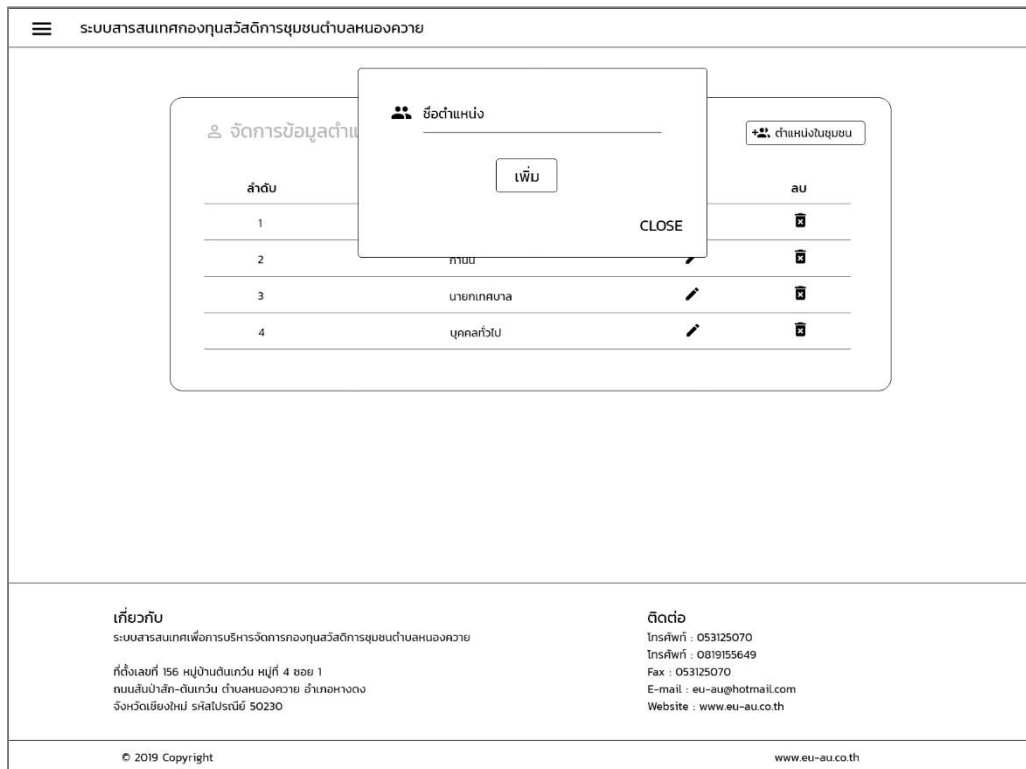 ระบบสารสนเทศกองทุนสวัสดิการชุมชนตำบลหนองควาย
ชื่อตำแหน่ง
จัดการข้อมูลตำแ
ตำแหน่งในชุมชน
เพิ่ม
ลำดับ
ลบ
1
CLOSE
2
3 นายกเทศบาล
4 บุคคลทั่วไป
เกี่ยวกับ
ระบบสารสนเทศเพื่อการบริหารจัดการกองทุนสวัสดิการชุมชนตำบลหนองควาย
ที่ตั้งเลขที่ 156 หมู่บ้านต้นเกว๋น หมู่ที่ 4 ซอย 1
ถนนสันป่าสัก-ต้นเกว๋น ตำบลหนองควาย อำเภอหางดง
จังหวัดเชียงใหม่ รหัสไปรณีย์ 50230
ติดต่อ
โทรศัพท์ : 053125070
โทรศัพท์ : 0819155649
Fax : 053125070
E-mail : eu-au@hotmail.com
Website : www.eu-au.co.th
© 2019 Copyright
www.eu-au.co.th